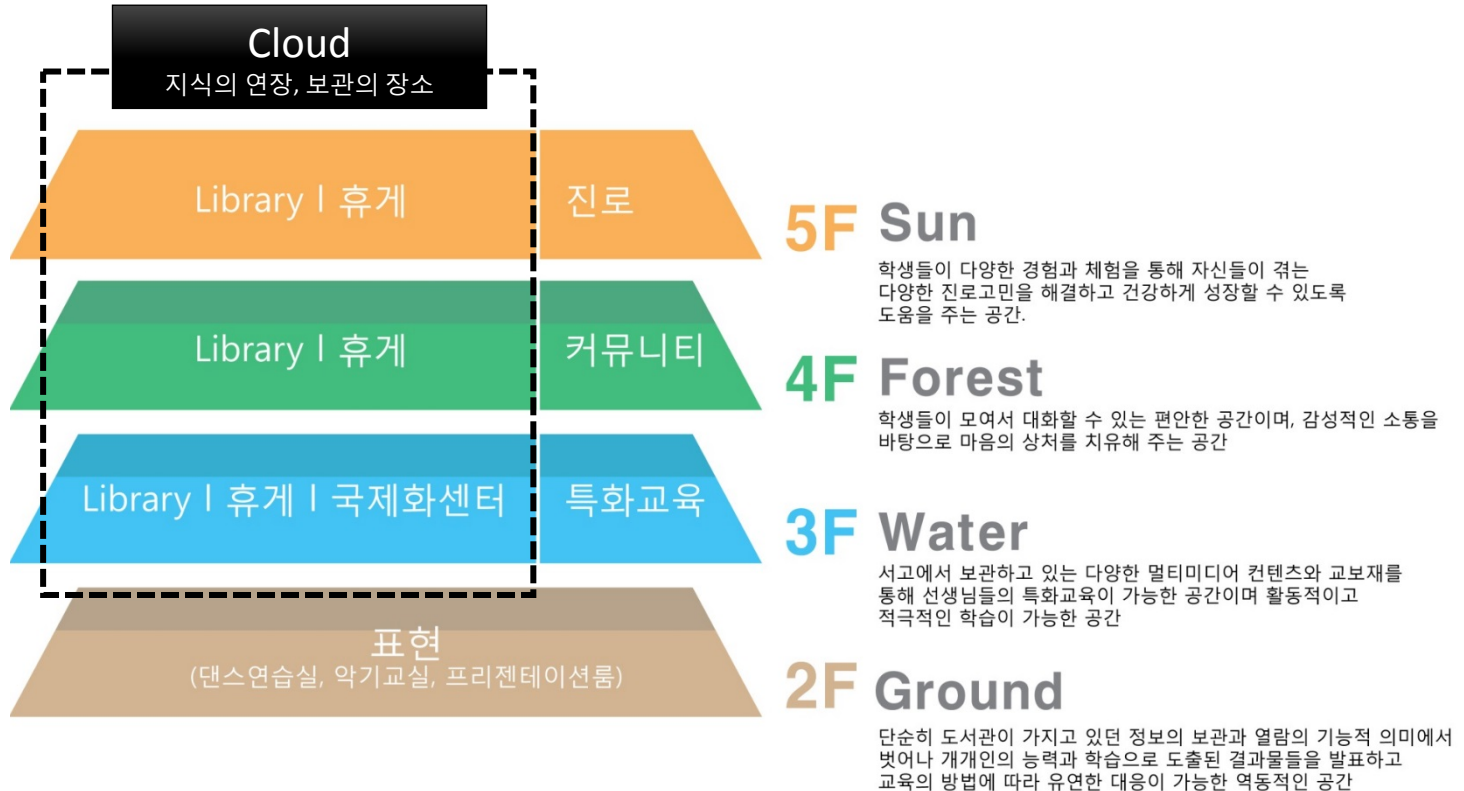 Cloud
지식의 연장, 보관의 장소
Library l 휴게
진로
5F Sun
학생들이 다양한 경험과 체험을 통해 자신들이 겪는
다양한 진로고민을 해결하고 건강하게 성장할 수 있도록
도움을 주는 공간.
Library l 휴게
커뮤니티
4F Forest
학생들이 모여서 대화할 수 있는 편안한 공간이며, 감성적인 소통을
바탕으로 마음의 상처를 치유해 주는 공간
Library l 휴게 l 국제화센터
특화교육
3F Water
서고에서 보관하고 있는 다양한 멀티미디어 컨텐츠와 교보재를
통해 선생님들의 특화교육이 가능한 공간이며 활동적이고
적극적인 학습이 가능한 공간
표현
(댄스연습실, 악기교실, 프리젠테이션룸)
2F Ground
단순히 도서관이 가지고 있던 정보의 보관과 열람의 기능적 의미에서
벗어나 개개인의 능력과 학습으로 도출된 결과물들을 발표하고
교육의 방법에 따라 유연한 대응이 가능한 역동적인 공간